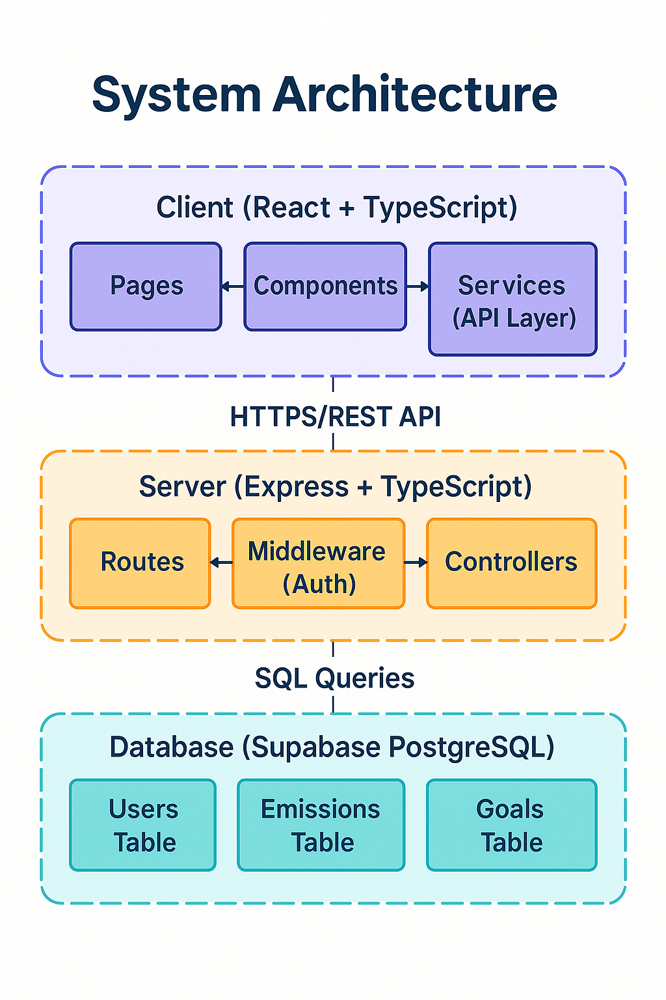 System Architecture
Client (React + TypeScript)
Pages
Components
Services
(API Layer)
HTTPS/REST API
Server (Express + TypeScript)
Routes
Middleware
(Auth)
Controllers
SQL Queries
Database (Supabase PostgreSQL)
Users
Table
Emissions
Table
Goals
Table